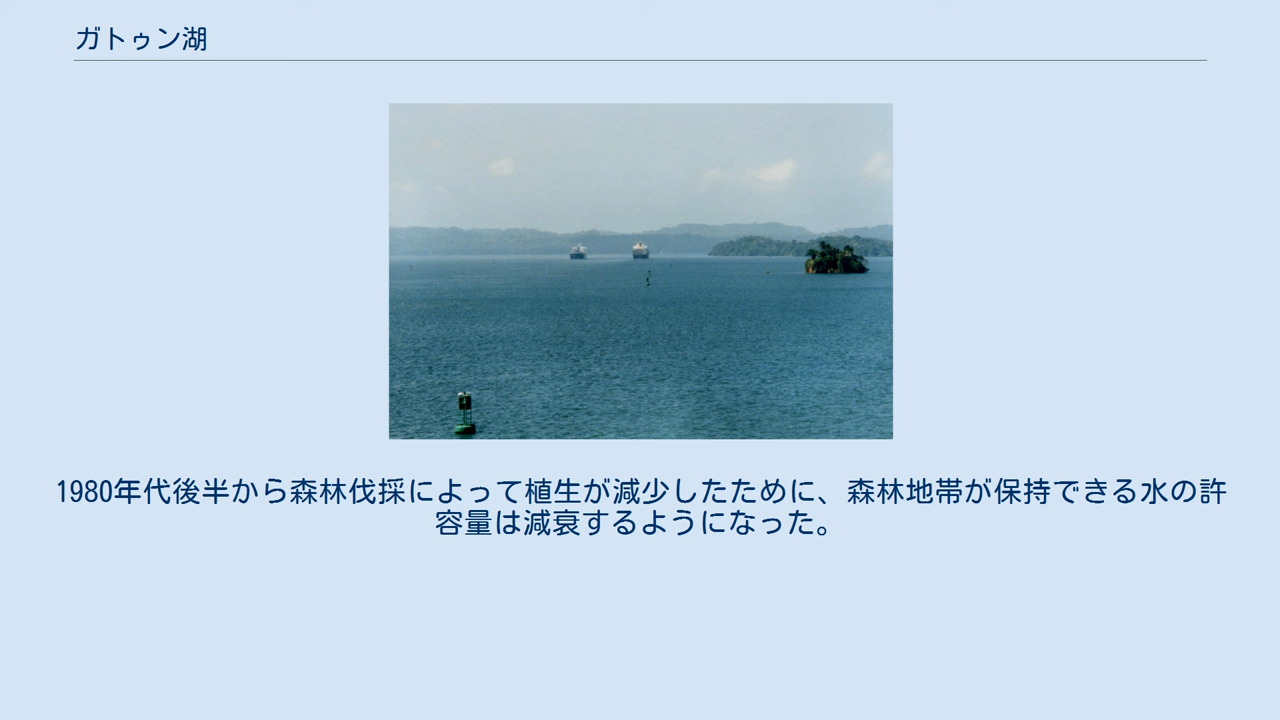 ガトゥン湖
1980年代後半から森林伐採によって植生が減少したために、森林地帯が保持できる水の許
容量は減衰するようになった。